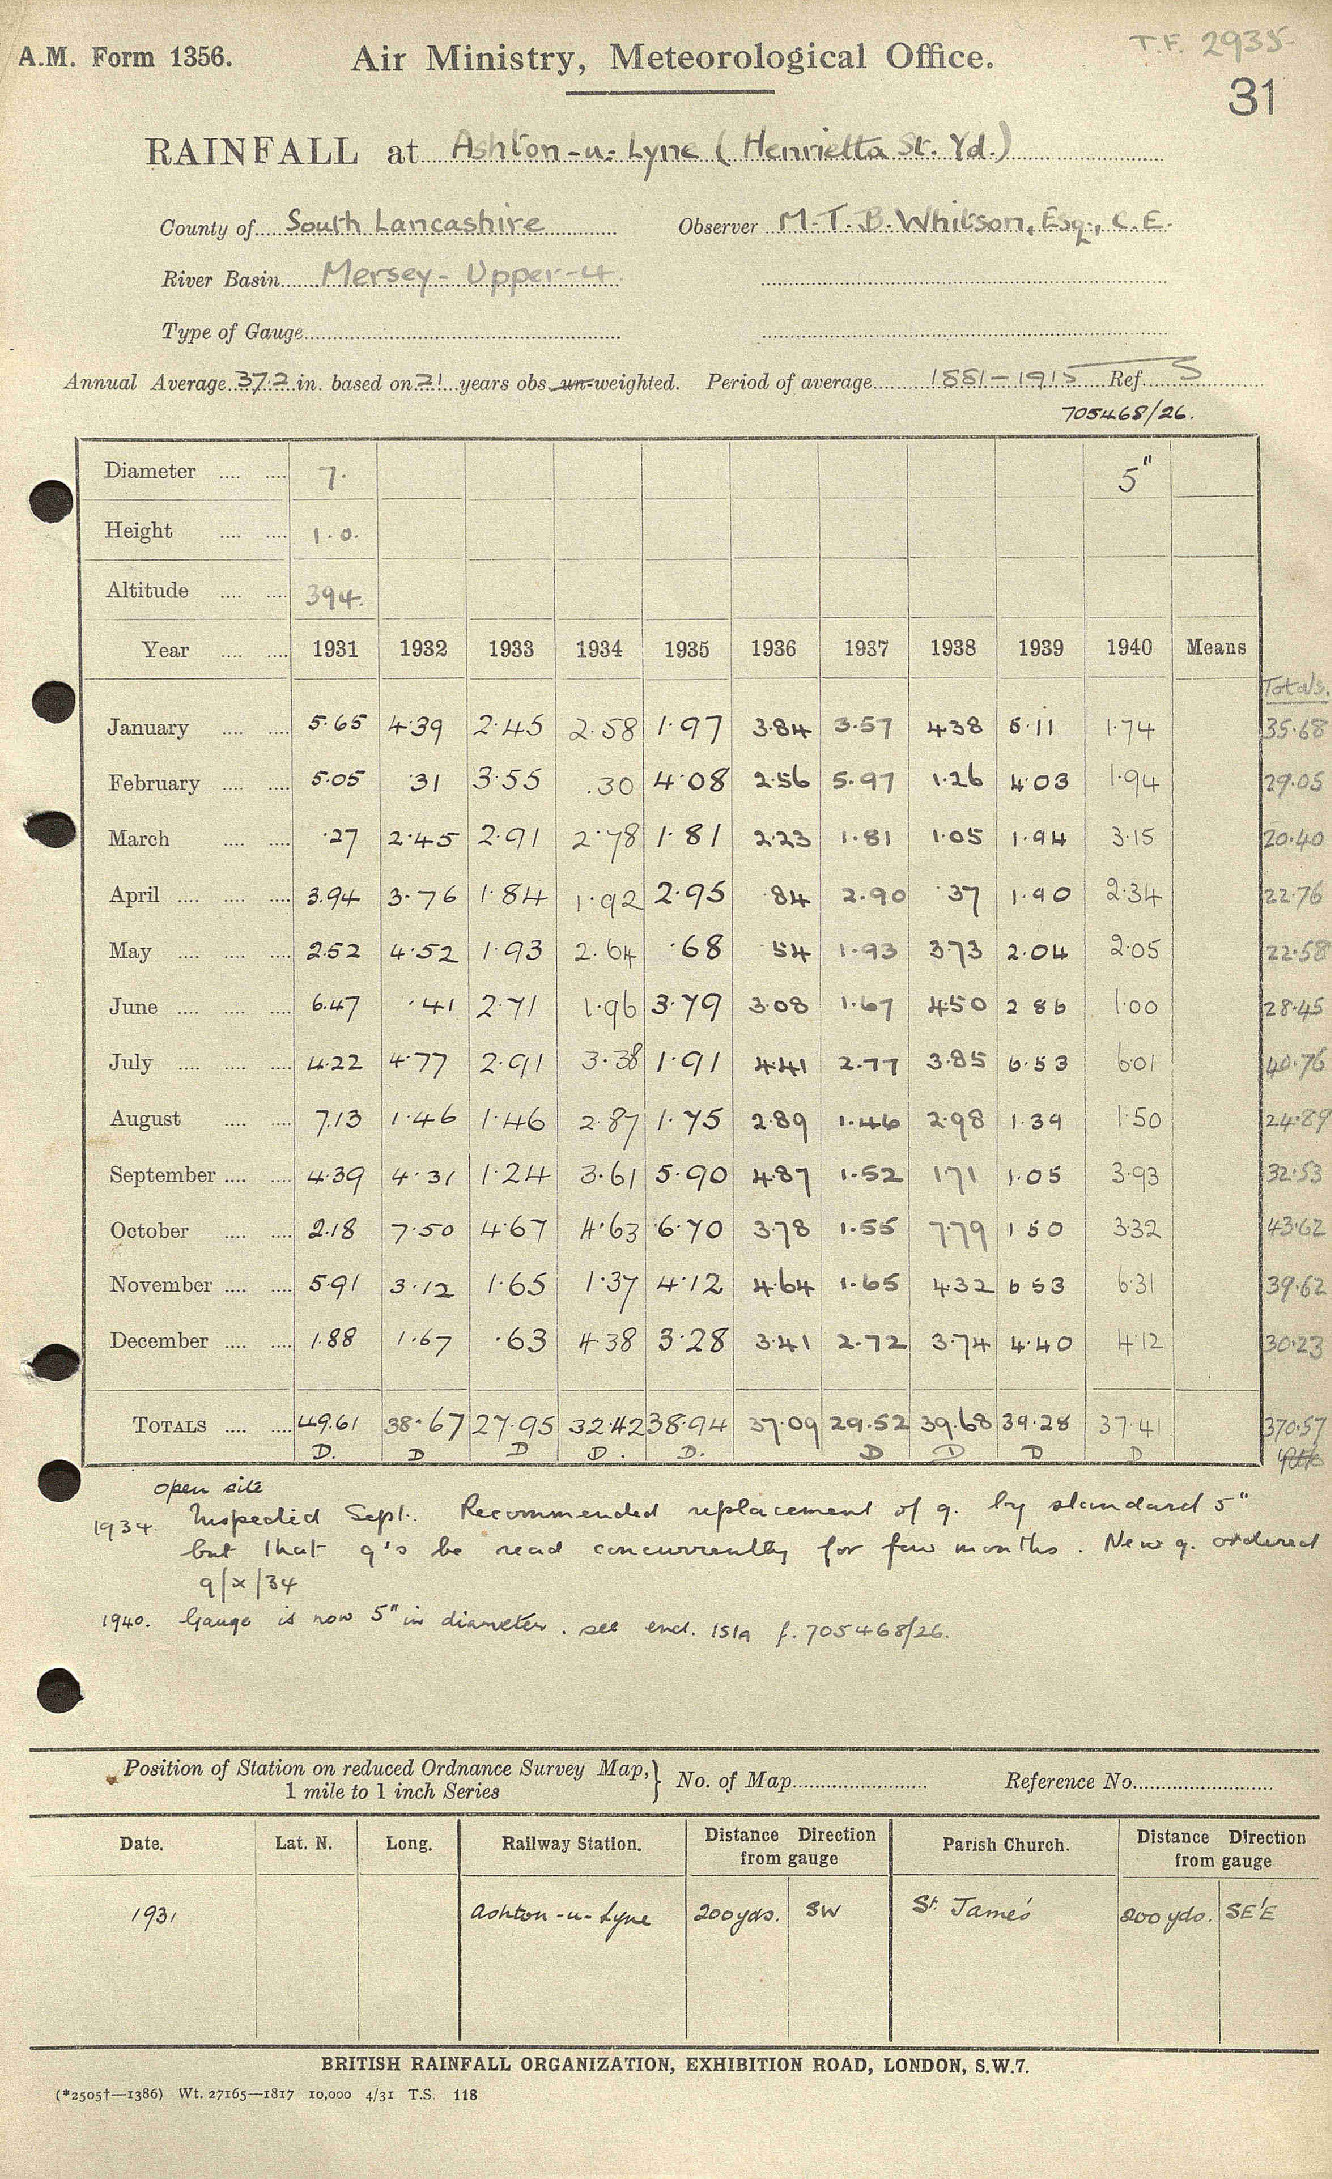 T.F. 2935.
A.M. Form 1356. Air Ministry, Meteorological Office.
31
RAINFALL at Ashton-u-Lyne (Henrietta St. Yd.)
County of South Lancashire Observer M.T.B. Whitson, Esq., C.E.
River Basin Mersey - Upper - 4.
Type of Gauge
Annual Average 37.2 in. based on 21 years obs un-weighted. Period of average 1881-1915 Ref. S
705468/26.
Diameter 7. 5"
Height 1.0.
Altitude 394.
Year 1931 1932 1933 1934 1935 1936 1937 1938 1939 1940 Means
Totals.
January 5.65 4.39 2.45 2.58 1.97 3.84 3.57 4.38 5.11 1.74 35.68
February 5.05 .31 3.55 .30 4.08 2.56 5.97 1.26 4.03 1.94 29.05
March .27 2.45 2.91 2.78 1.81 2.23 1.81 1.05 1.94 3.15 20.40
April 3.94 3.76 1.84 1.92 2.95 .84 2.90 .37 1.90 2.34 22.76
May 2.52 4.52 1.93 2.64 .68 .54 1.93 3.73 2.04 2.05 22.58
June 6.47 .41 2.71 1.96 3.79 3.08 1.67 4.50 2 86 1.00 28.45
July 4.22 4.77 2.91 3.38 1.91 4.41 2.77 3.85 6.53 6.01 40.76
August 7.13 1.46 1.46 2.87 1.75 2.89 1.46 2.98 1.39 1.50 24.89
September 4.39 4.31 1.24 3.61 5.90 4.87 1.52 1.71 1.05 3.93 32.53
October 2.18 7.50 4.67 4.63 6.70 3.78 1.55 7.79 1 50 3.32 43.62
November 5.91 3.12 1.65 1.37 4.12 4.64 1.65 4.32 6 53 6.31 39.62
December 1.88 1.67 .63 4.38 3.28 3.41 2.72 3.74 4.40 4.12 30.23
TOTALS 49.61 38.67 27.95 32.42 38.94 37.09 29.52 39.68 39.28 37.41 370.57
D. D D D. D. D D D D
open site
1934 Inspected Sept. Recommended replacement of g. by standard 5"
but that g's be read concurrently for few months. New g. ordered
9/x/34
1940. Gauge is now 5" in diameter. see encl. 151A f. 705468/26.
Position of Station on reduced Ordnance Survey Map, } No. of Map Reference No.
1 mile to 1 inch Series
Date. Lat. N. Long. Railway Station. Distance Direction from gauge Parish Church. Distance Direction from gauge
1931 Ashton-u-Lyne 200yds. SW St. James' 200yds. SE'E
BRITISH RAINFALL ORGANIZATION, EXHIBITION ROAD, LONDON, S.W.7.
(*2505†—1386) Wt. 27165—1817 10,000 4/31 T.S. 118